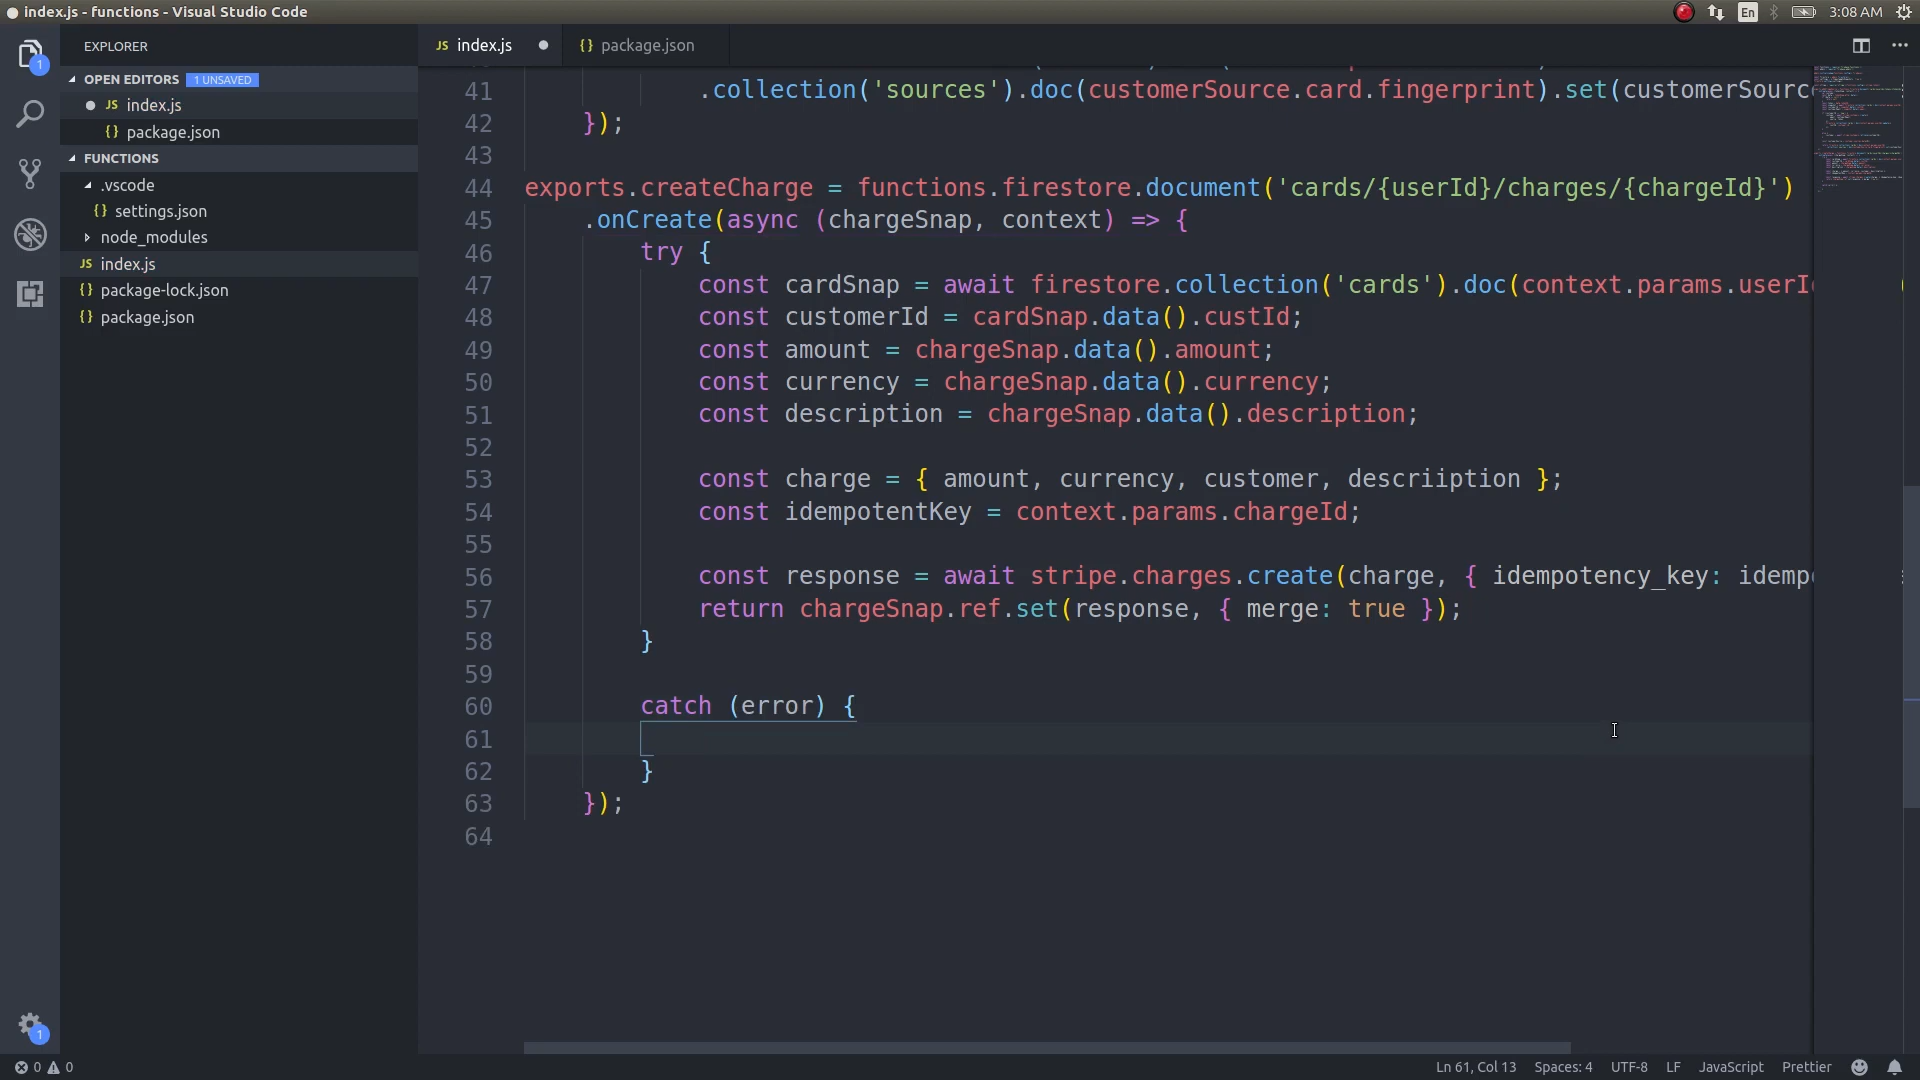 index.js - functions - Visual Studio Code
En
3:08 AM
EXPLORER
OPEN EDITORS 1 UNSAVED
JS index.js
{} package.json
FUNCTIONS
.vscode
{} settings.json
node_modules
JS index.js
{} package-lock.json
{} package.json
1
1
JS index.js
{} package.json
41 .collection('sources').doc(customerSource.card.fingerprint).set(customerSourc
42 });
43
44 exports.createCharge = functions.firestore.document('cards/{userId}/charges/{chargeId}')
45 .onCreate(async (chargeSnap, context) => {
46 try {
47 const cardSnap = await firestore.collection('cards').doc(context.params.userI
48 const customerId = cardSnap.data().custId;
49 const amount = chargeSnap.data().amount;
50 const currency = chargeSnap.data().currency;
51 const description = chargeSnap.data().description;
52
53 const charge = { amount, currency, customer, descriiption };
54 const idempotentKey = context.params.chargeId;
55
56 const response = await stripe.charges.create(charge, { idempotency_key: idemp
57 return chargeSnap.ref.set(response, { merge: true });
58 }
59
60 catch (error) {
61
62 }
63 });
64
0 0
Ln 61, Col 13 Spaces: 4 UTF-8 LF JavaScript Prettier